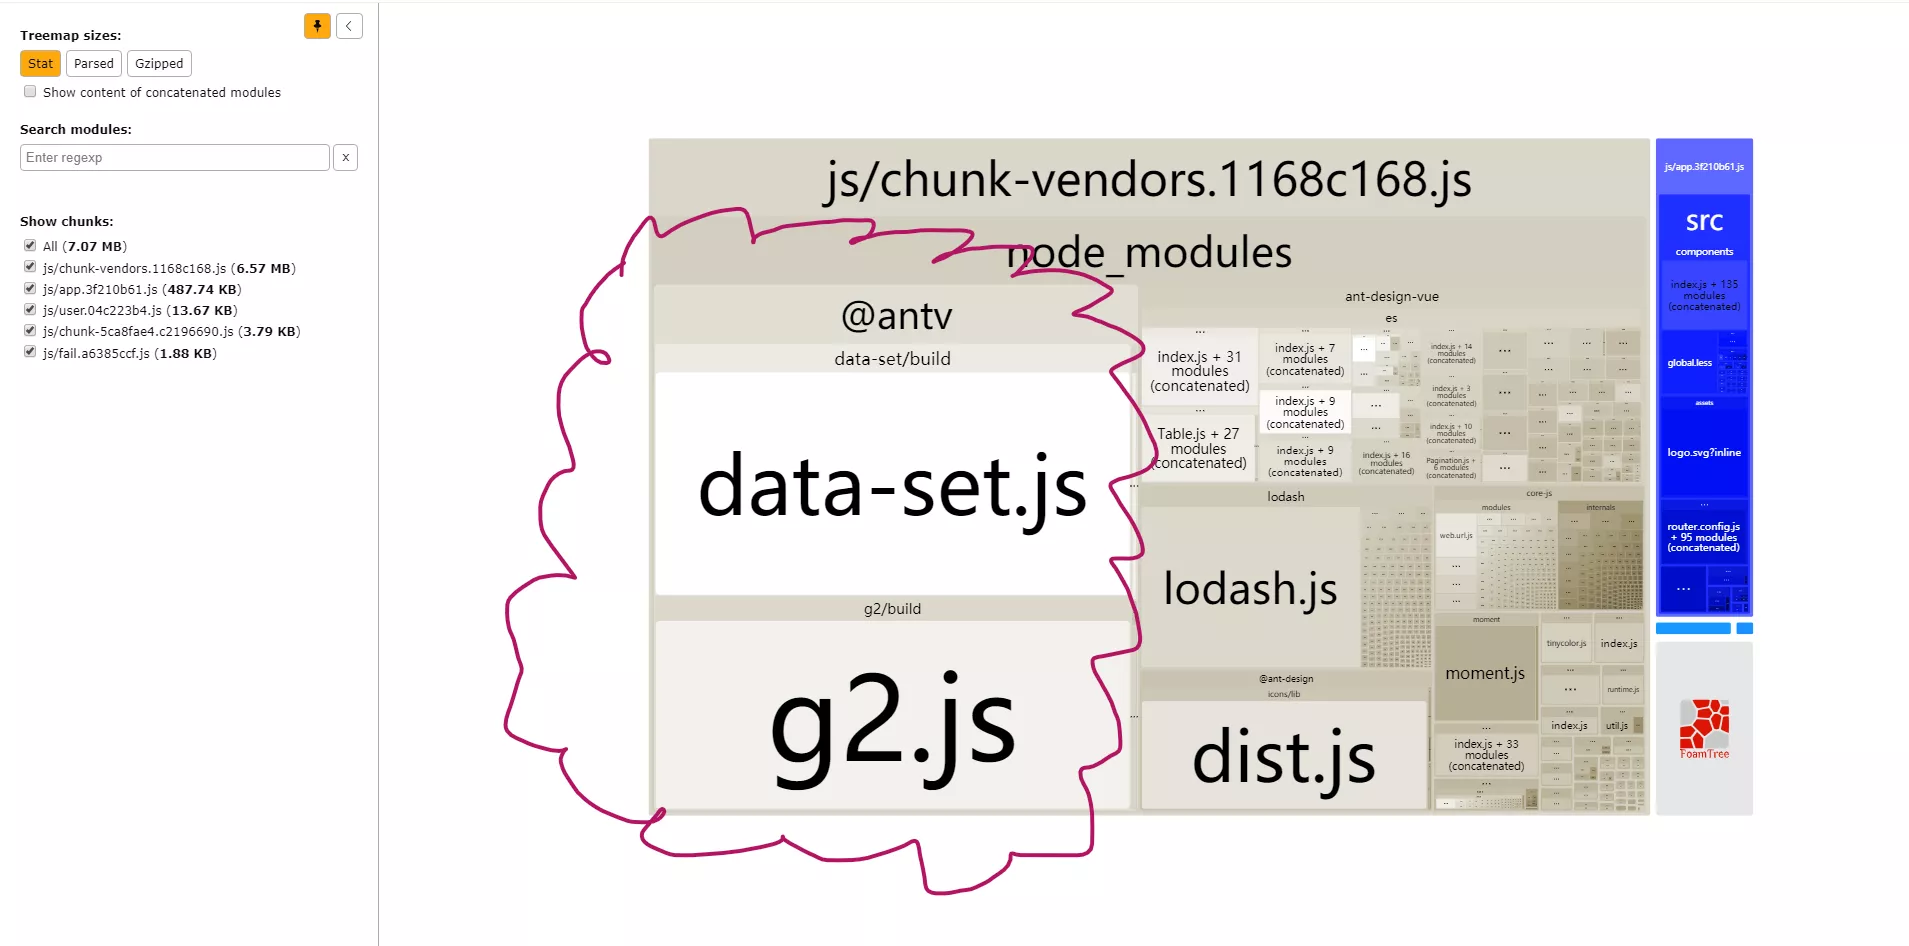 Treemap sizes:
Stat Parsed Gzipped
Show content of concatenated modules
Search modules:
Enter regexp x
Show chunks:
All (7.07 MB)
js/chunk-vendors.1168c168.js (6.57 MB)
js/app.3f210b61.js (487.74 KB)
js/user.04c223b4.js (13.67 KB)
js/chunk-5ca8fae4.c2196690.js (3.79 KB)
js/fail.a6385ccf.js (1.88 KB)
js/chunk-vendors.1168c168.js
node_modules
@antv
data-set/build
data-set.js
g2/build
g2.js
ant-design-vue
es
...
index.js + 31
modules
(concatenated)
...
Table.js + 27
modules
(concatenated)
...
index.js + 7
modules
(concatenated)
...
index.js + 9
modules
(concatenated)
index.js + 9
modules
(concatenated)
index.js + 16
modules
(concatenated)
index.js + 14
modules
(concatenated)
index.js + 3
modules
(concatenated)
index.js + 10
modules
(concatenated)
Pagination.js +
6 modules
(concatenated)
lodash
lodash.js
@ant-design
icons/lib
dist.js
core-js
modules
web.url.js
internals
moment
moment.js
...
index.js + 33
modules
(concatenated)
tinycolor.js
index.js
runtime.js
index.js
util.js
js/app.3f210b61.js
src
components
index.js + 135
modules
(concatenated)
global.less
assets
logo.svg?inline
...
router.config.js
+ 95 modules
(concatenated)
...
FoamTree